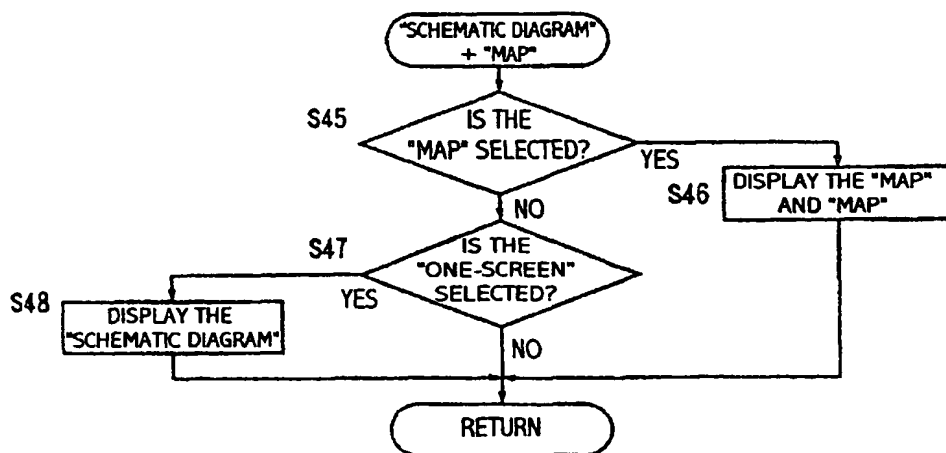 "SCHEMATIC DIAGRAM"
+ "MAP"
S45
IS THE
"MAP" SELECTED?
YES
S46
DISPLAY THE "MAP"
AND "MAP"
NO
S47
IS THE
"ONE-SCREEN"
SELECTED?
YES
S48
DISPLAY THE
"SCHEMATIC DIAGRAM"
NO
RETURN